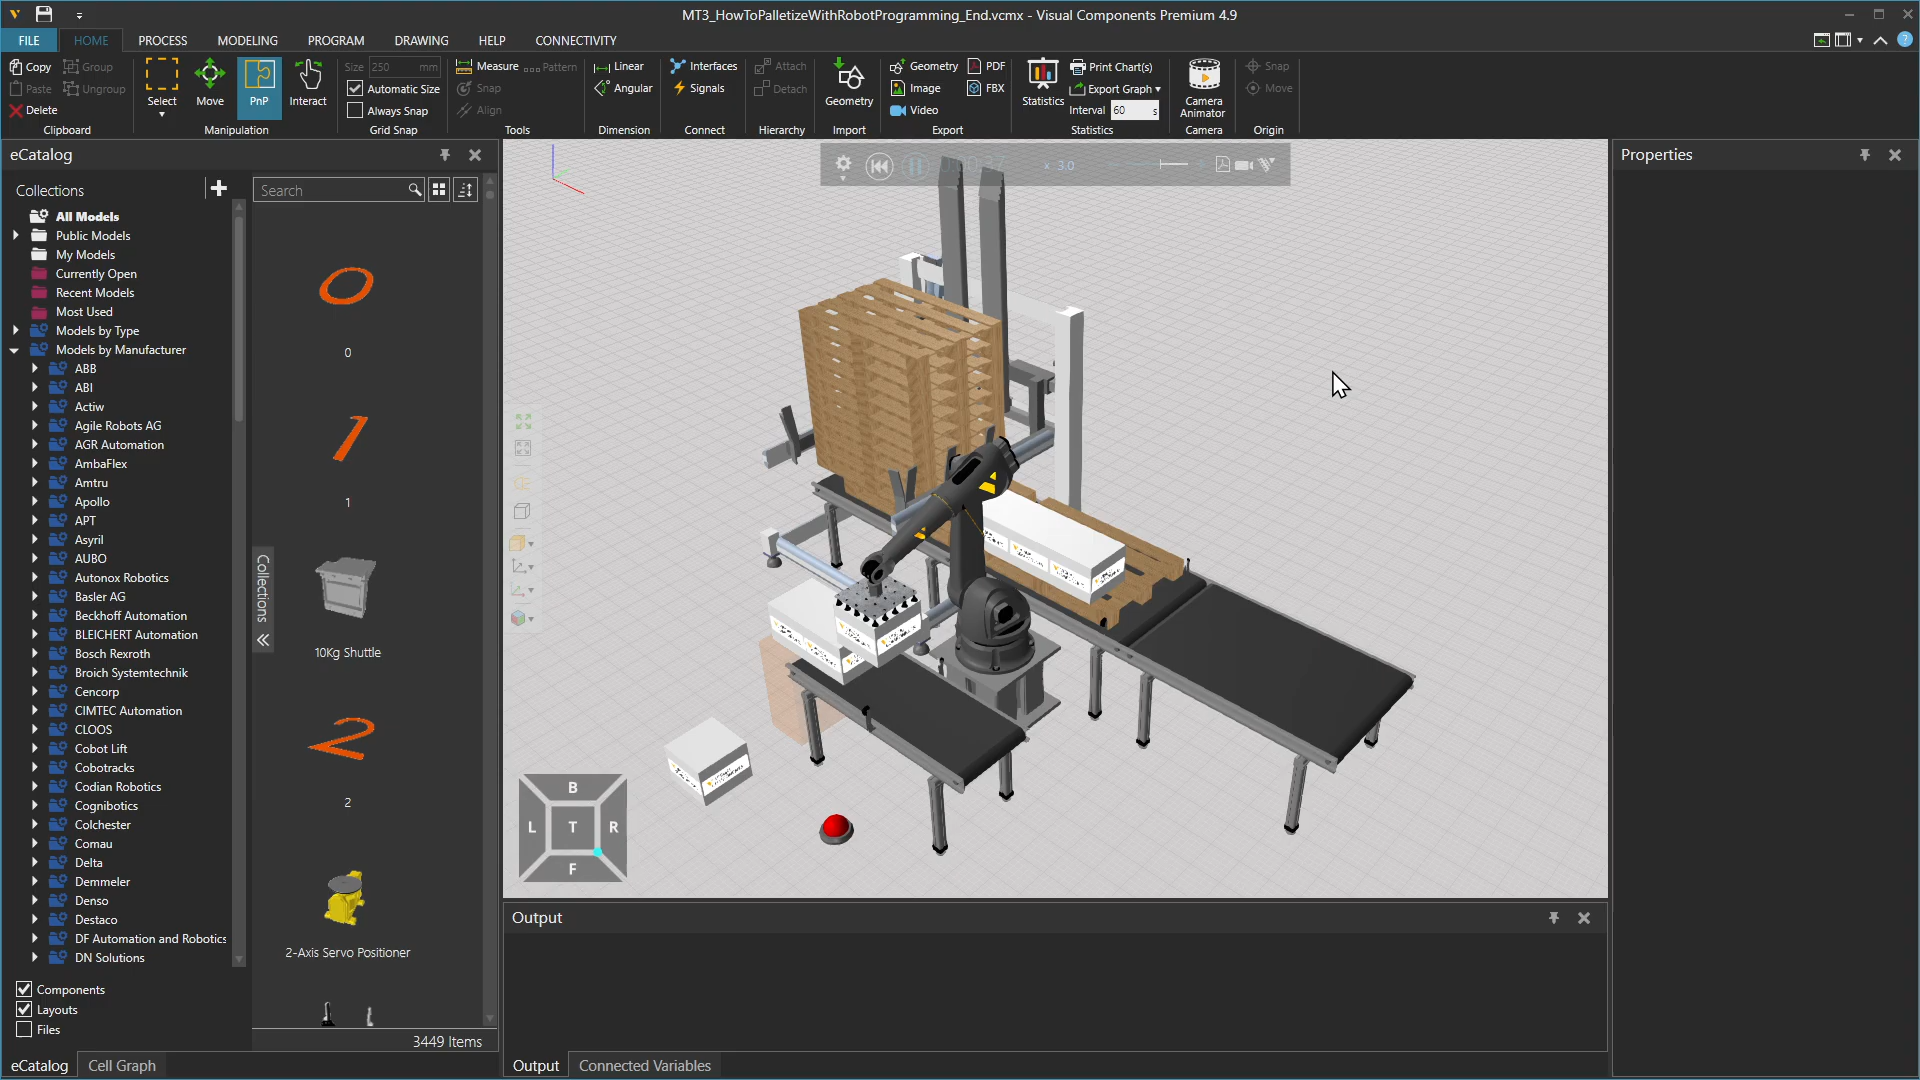 MT3_HowToPalletizeWithRobotProgramming_End.vcmx - Visual Components Premium 4.9
FILE HOME PROCESS MODELING PROGRAM DRAWING HELP CONNECTIVITY
Copy Group
Paste Ungroup
Delete
Clipboard
Select Move PnP Interact
Manipulation
Size 250 mm
Automatic Size
Always Snap
Grid Snap
Measure Pattern
Snap
Align
Tools
Linear
Angular
Dimension
Interfaces
Signals
Connect
Attach
Detach
Hierarchy
Geometry
Import
Geometry PDF
Image FBX
Video
Export
Statistics
Print Chart(s)
Export Graph
Interval 60 s
Statistics
Camera Animator
Camera
Snap
Move
Origin
eCatalog
Collections
Search
All Models
Public Models
My Models
Currently Open
Recent Models
Most Used
Models by Type
Models by Manufacturer
ABB
ABI
Actiw
Agile Robots AG
AGR Automation
AmbaFlex
Amtru
Apollo
APT
Asyril
AUBO
Autonox Robotics
Basler AG
Beckhoff Automation
BLEICHERT Automation
Bosch Rexroth
Broich Systemtechnik
Cencorp
CIMTEC Automation
CLOOS
Cobot Lift
Cobotracks
Codian Robotics
Cognibotics
Colchester
Comau
Delta
Demmeler
Denso
Destaco
DF Automation and Robotics
DN Solutions
Components
Layouts
Files
0
1
10Kg Shuttle
2
2-Axis Servo Positioner
3449 Items
Collections
eCatalog Cell Graph
x 3.0
B
L T R
F
Output
Output Connected Variables
Properties